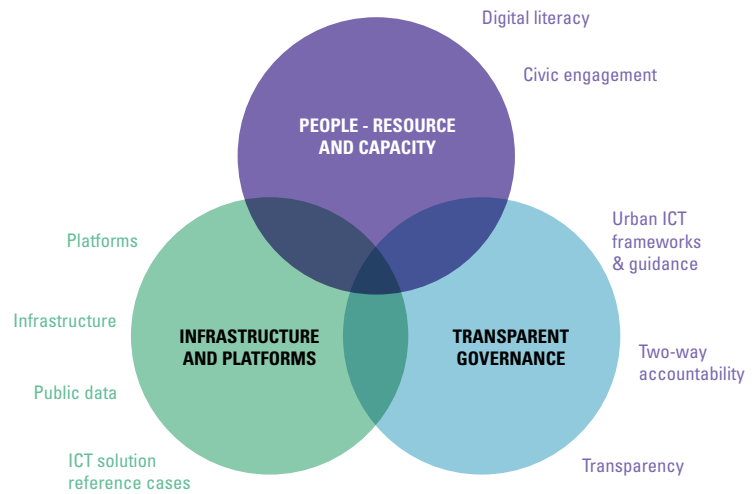 Digital literacy
Civic engagement
PEOPLE - RESOURCE
AND CAPACITY
Platforms
Infrastructure
Public data
ICT solution
reference cases
INFRASTRUCTURE
AND PLATFORMS
TRANSPARENT
GOVERNANCE
Urban ICT
frameworks
& guidance
Two-way
accountability
Transparency